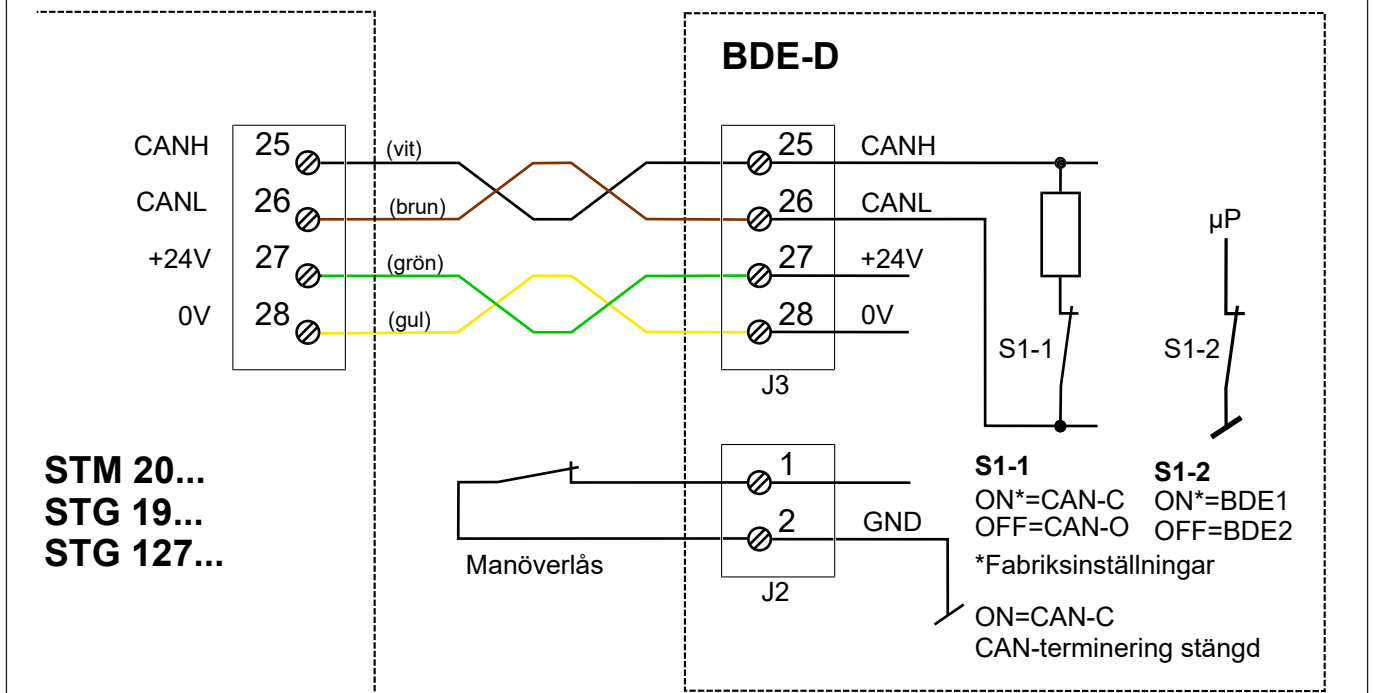 BDE-D
CANH 25 (vit) 25 CANH
CANL 26 (brun) 26 CANL
+24V 27 (grön) 27 +24V
0V 28 (gul) 28 0V
J3
µP
S1-1 S1-2
STM 20...
STG 19...
STG 127...
Manöverlås
1
2 GND
J2
S1-1
ON*=CAN-C
OFF=CAN-O
S1-2
ON*=BDE1
OFF=BDE2
*Fabriksinställningar
ON=CAN-C
CAN-terminering stängd